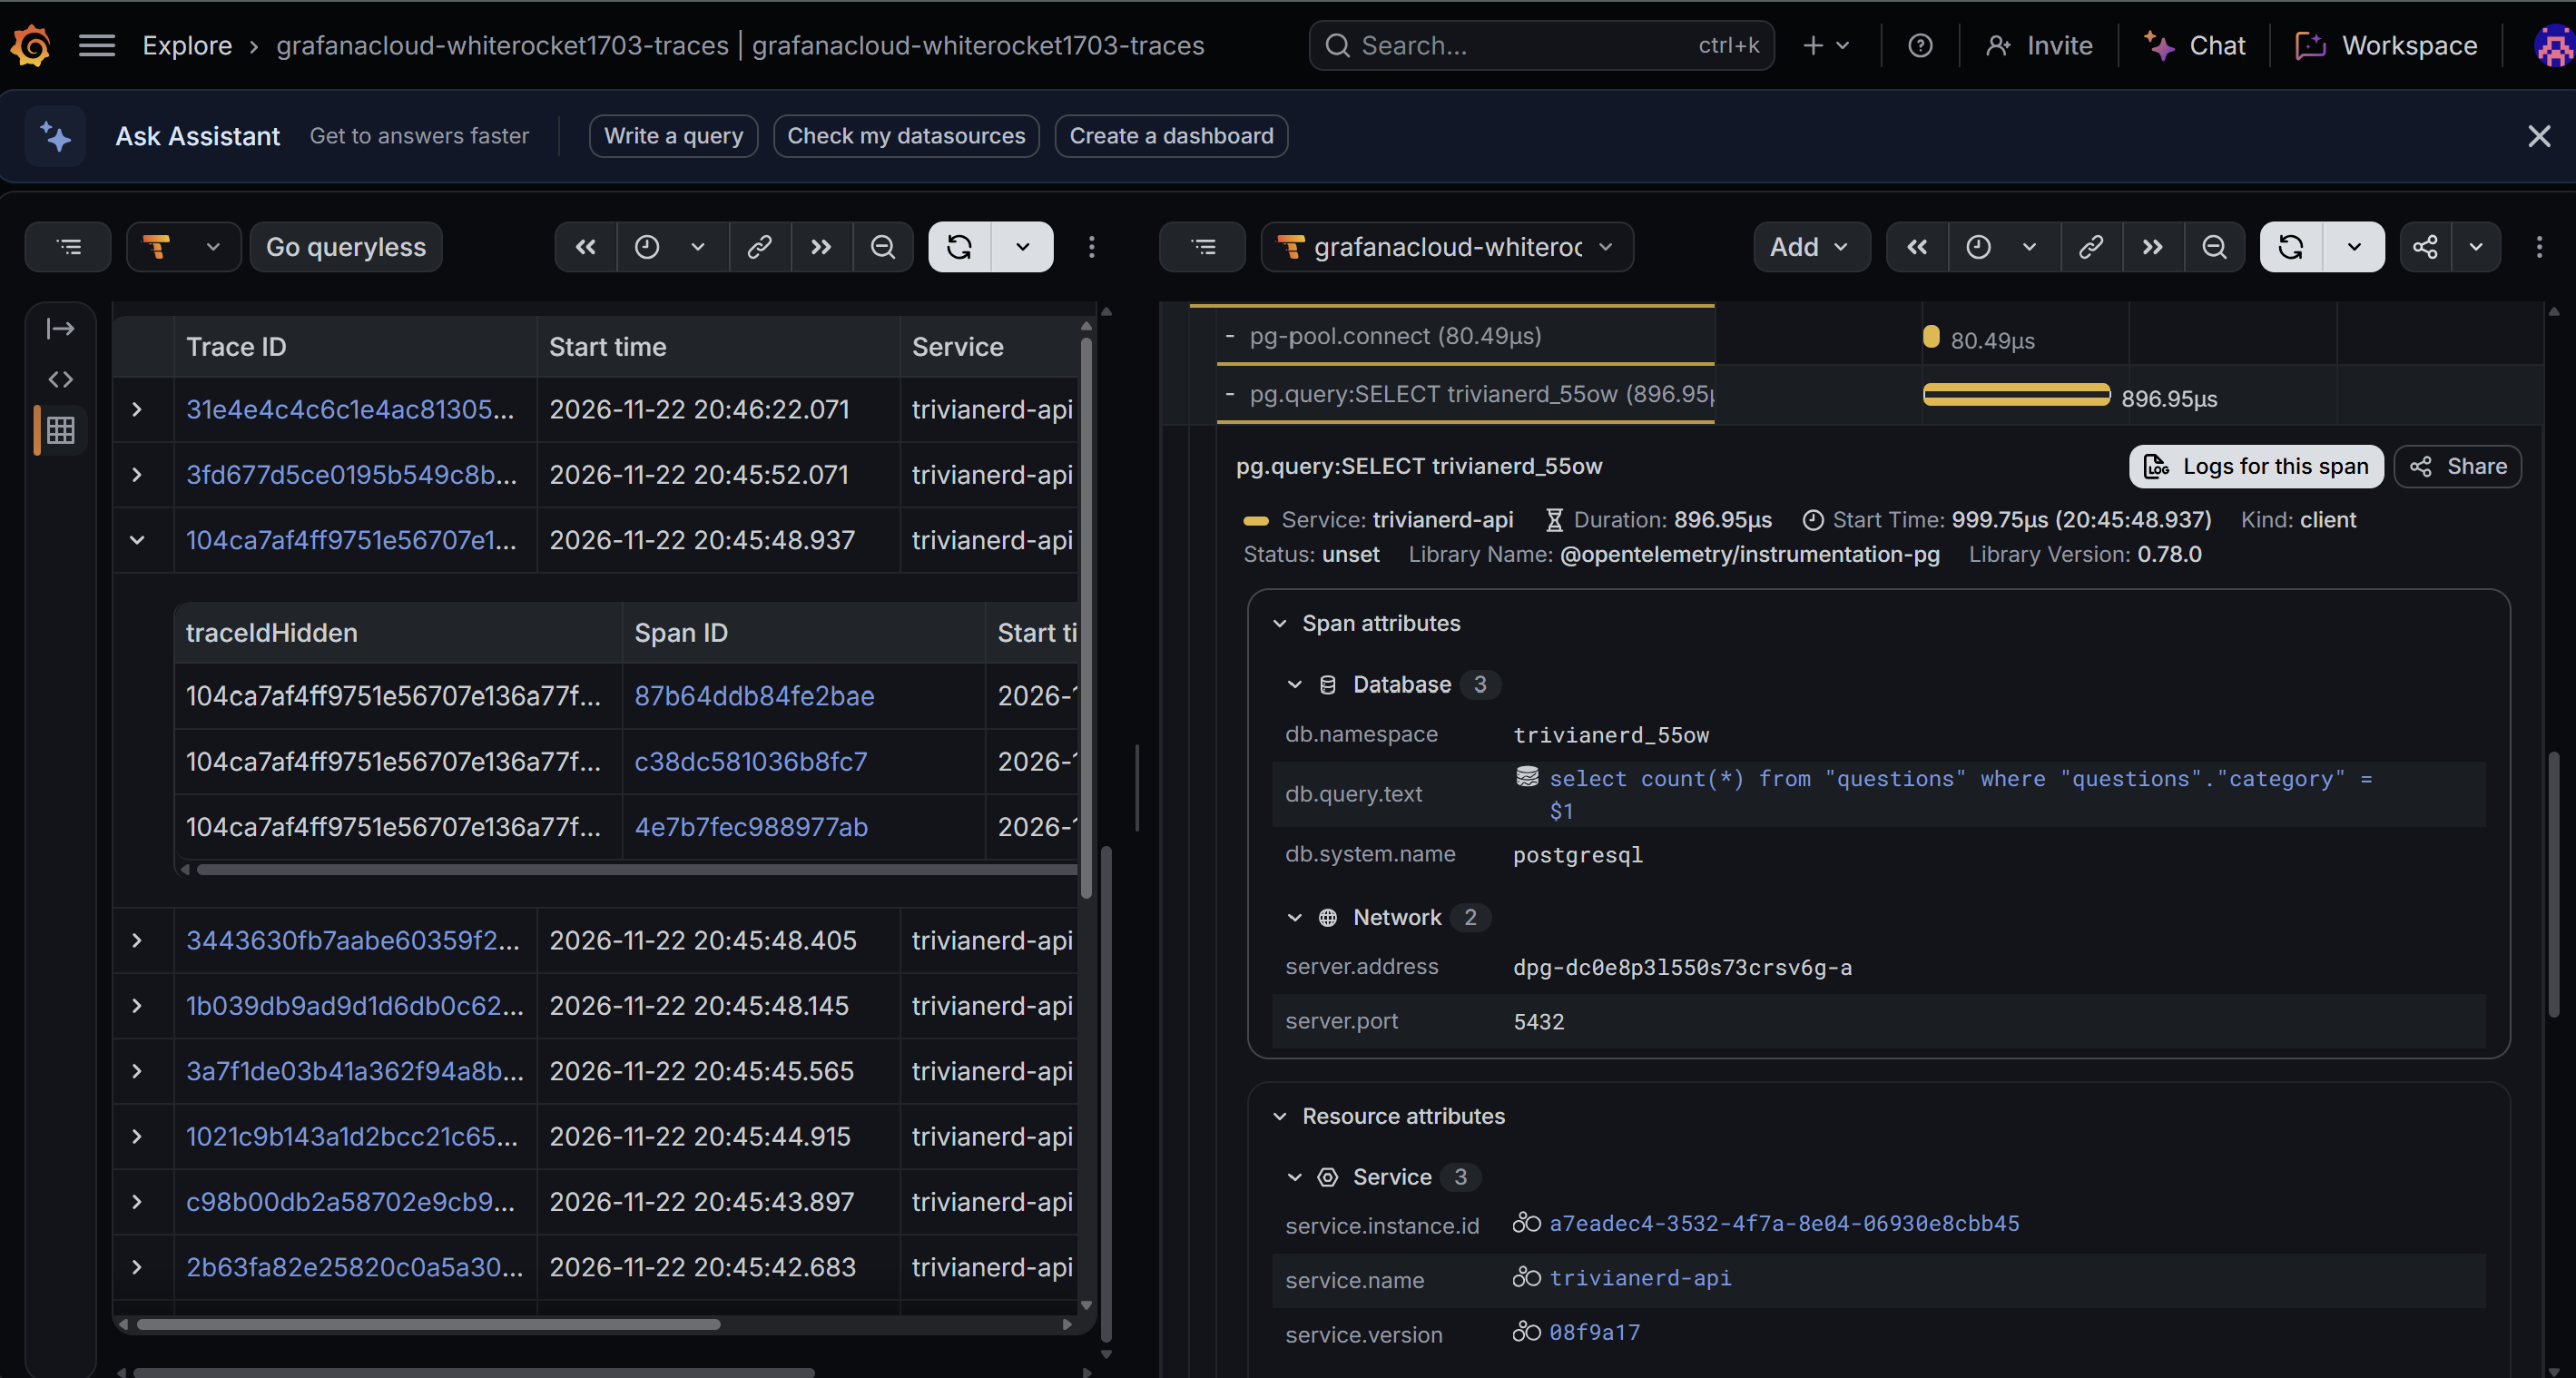 Explore › grafanacloud-whiterocket1703-traces | grafanacloud-whiterocket1703-traces
Search... ctrl+k
Invite
Chat
Workspace
Ask Assistant Get to answers faster
Write a query
Check my datasources
Create a dashboard
Go queryless
Trace ID Start time Service
31e4e4c4c6c1e4ac81305... 2026-11-22 20:46:22.071 trivianerd-api
3fd677d5ce0195b549c8b... 2026-11-22 20:45:52.071 trivianerd-api
104ca7af4ff9751e56707e1... 2026-11-22 20:45:48.937 trivianerd-api
traceIdHidden Span ID Start ti
104ca7af4ff9751e56707e136a77f... 87b64ddb84fe2bae 2026-1
104ca7af4ff9751e56707e136a77f... c38dc581036b8fc7 2026-1
104ca7af4ff9751e56707e136a77f... 4e7b7fec988977ab 2026-1
3443630fb7aabe60359f2... 2026-11-22 20:45:48.405 trivianerd-api
1b039db9ad9d1d6db0c62... 2026-11-22 20:45:48.145 trivianerd-api
3a7f1de03b41a362f94a8b... 2026-11-22 20:45:45.565 trivianerd-api
1021c9b143a1d2bcc21c65... 2026-11-22 20:45:44.915 trivianerd-api
c98b00db2a58702e9cb9... 2026-11-22 20:45:43.897 trivianerd-api
2b63fa82e25820c0a5a30... 2026-11-22 20:45:42.683 trivianerd-api
grafanacloud-whiteroc
Add
- pg-pool.connect (80.49µs) 80.49µs
- pg.query:SELECT trivianerd_55ow (896.95µ 896.95µs
pg.query:SELECT trivianerd_55ow
LOG Logs for this span
Share
Service: trivianerd-api Duration: 896.95µs Start Time: 999.75µs (20:45:48.937) Kind: client
Status: unset Library Name: @opentelemetry/instrumentation-pg Library Version: 0.78.0
Span attributes
Database 3
db.namespace trivianerd_55ow
db.query.text select count(*) from "questions" where "questions"."category" =
$1
db.system.name postgresql
Network 2
server.address dpg-dc0e8p3l550s73crsv6g-a
server.port 5432
Resource attributes
Service 3
service.instance.id a7eadec4-3532-4f7a-8e04-06930e8cbb45
service.name trivianerd-api
service.version 08f9a17